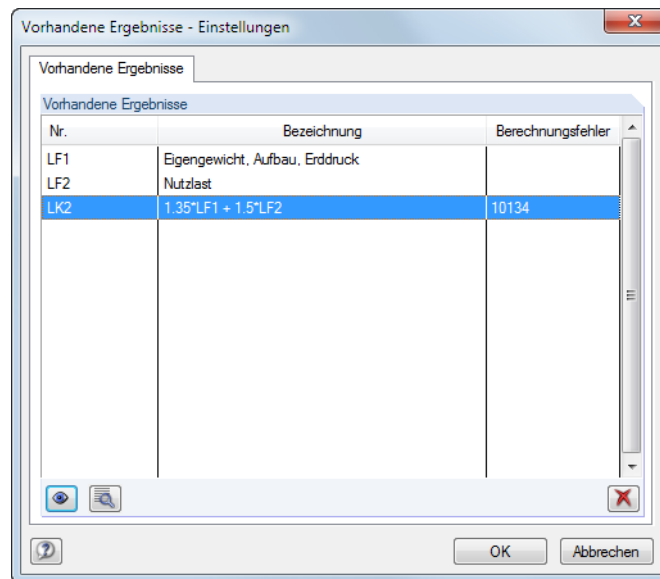 Vorhandene Ergebnisse - Einstellungen
Vorhandene Ergebnisse
Vorhandene Ergebnisse
Nr. Bezeichnung Berechnungsfehler
LF1 Eigengewicht, Aufbau, Erddruck
LF2 Nutzlast
LK2 1.35*LF1 + 1.5*LF2 10134
OK Abbrechen